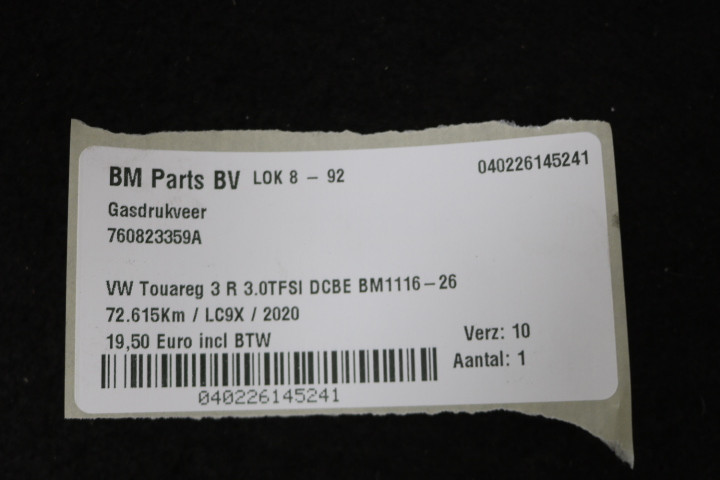 BM Parts BV LOK 8 - 92 040226145241
Gasdrukveer
760823359A
VW Touareg 3 R 3.0TFSI DCBE BM1116-26
72.615Km / LC9X / 2020
19,50 Euro incl BTW Verz: 10
Aantal: 1
040226145241